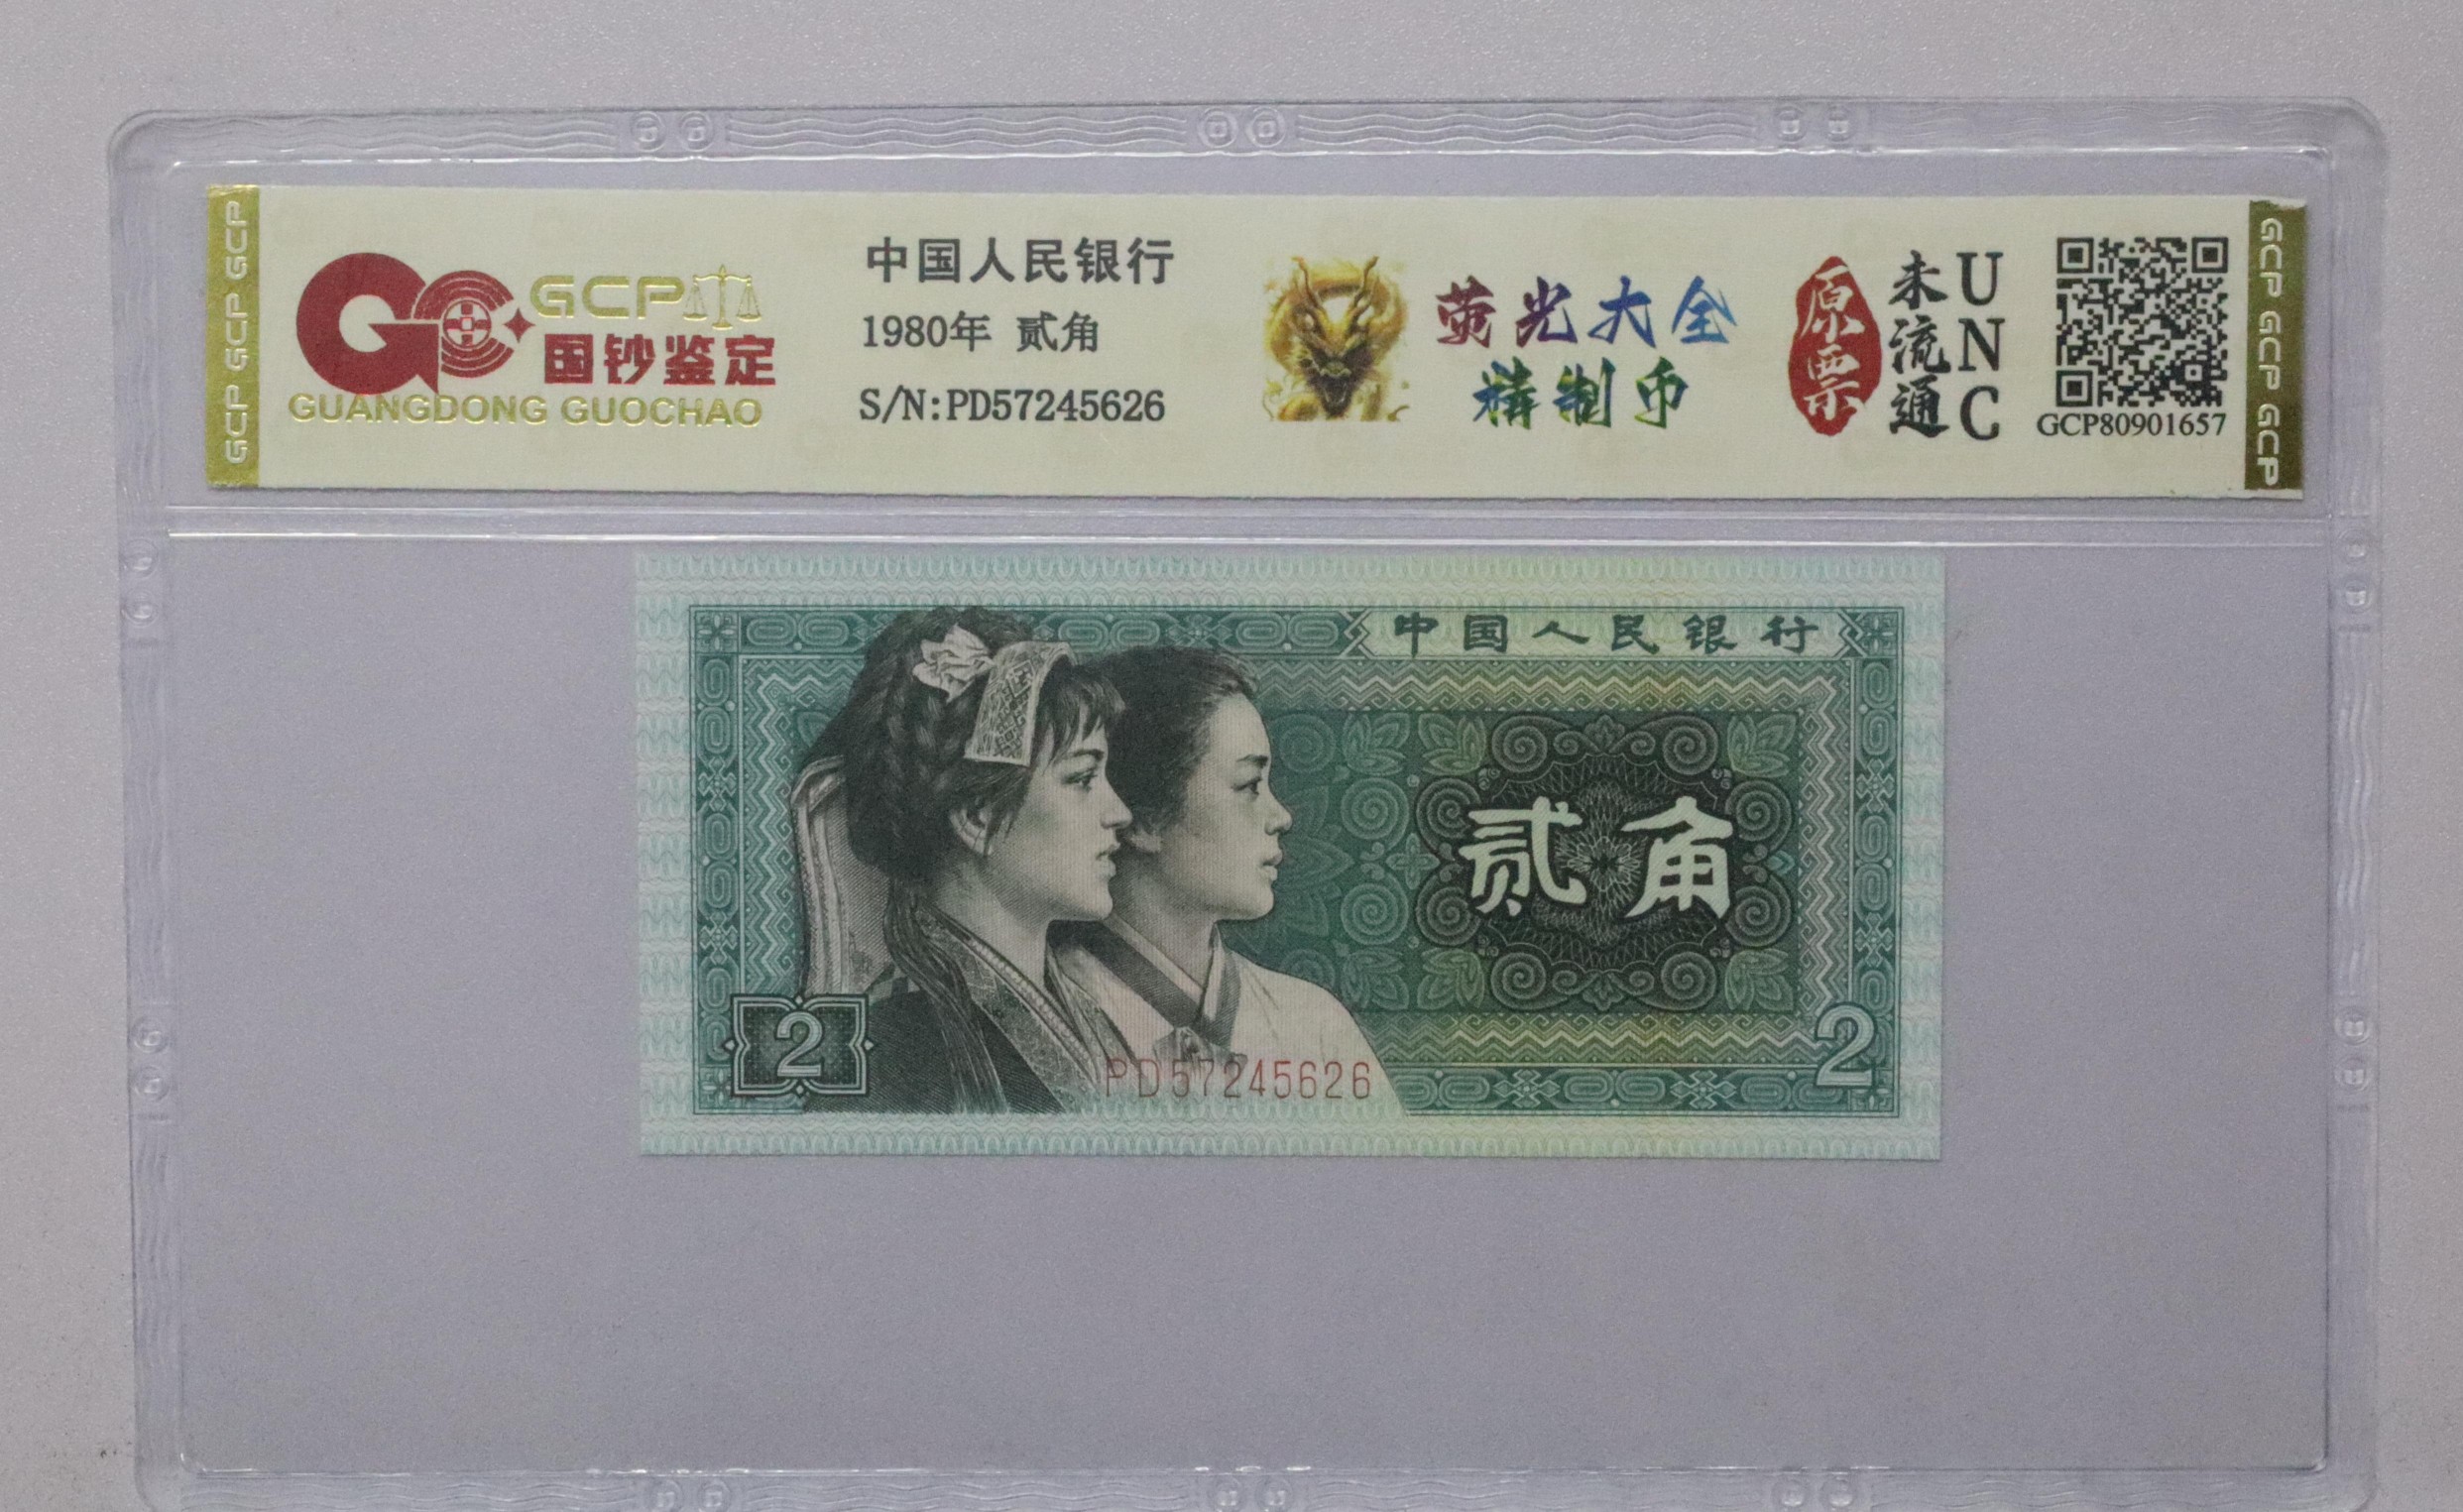 GCP GCP GCP
GCP
国钞鉴定
GUANGDONG GUOCHAO
中国人民银行
1980年 贰角
S/N:PD57245626
荧光大全
精制币
原票
未流通
UNC
GCP80901657
GCP GCP GCP
中国人民银行
贰角
2
PD57245626
2